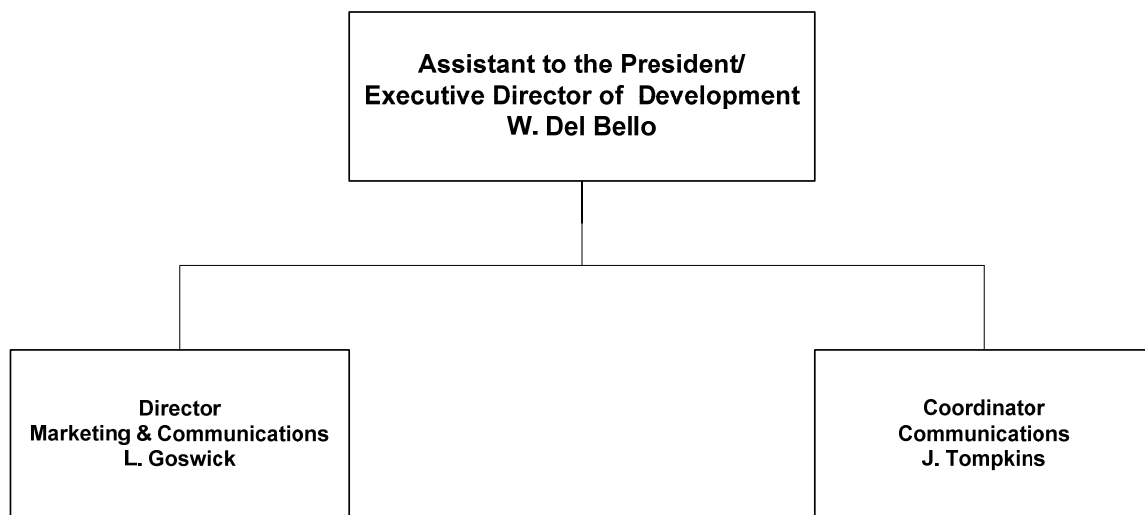 Assistant to the President/
Executive Director of Development
W. Del Bello
Director
Marketing & Communications
L. Goswick
Coordinator
Communications
J. Tompkins